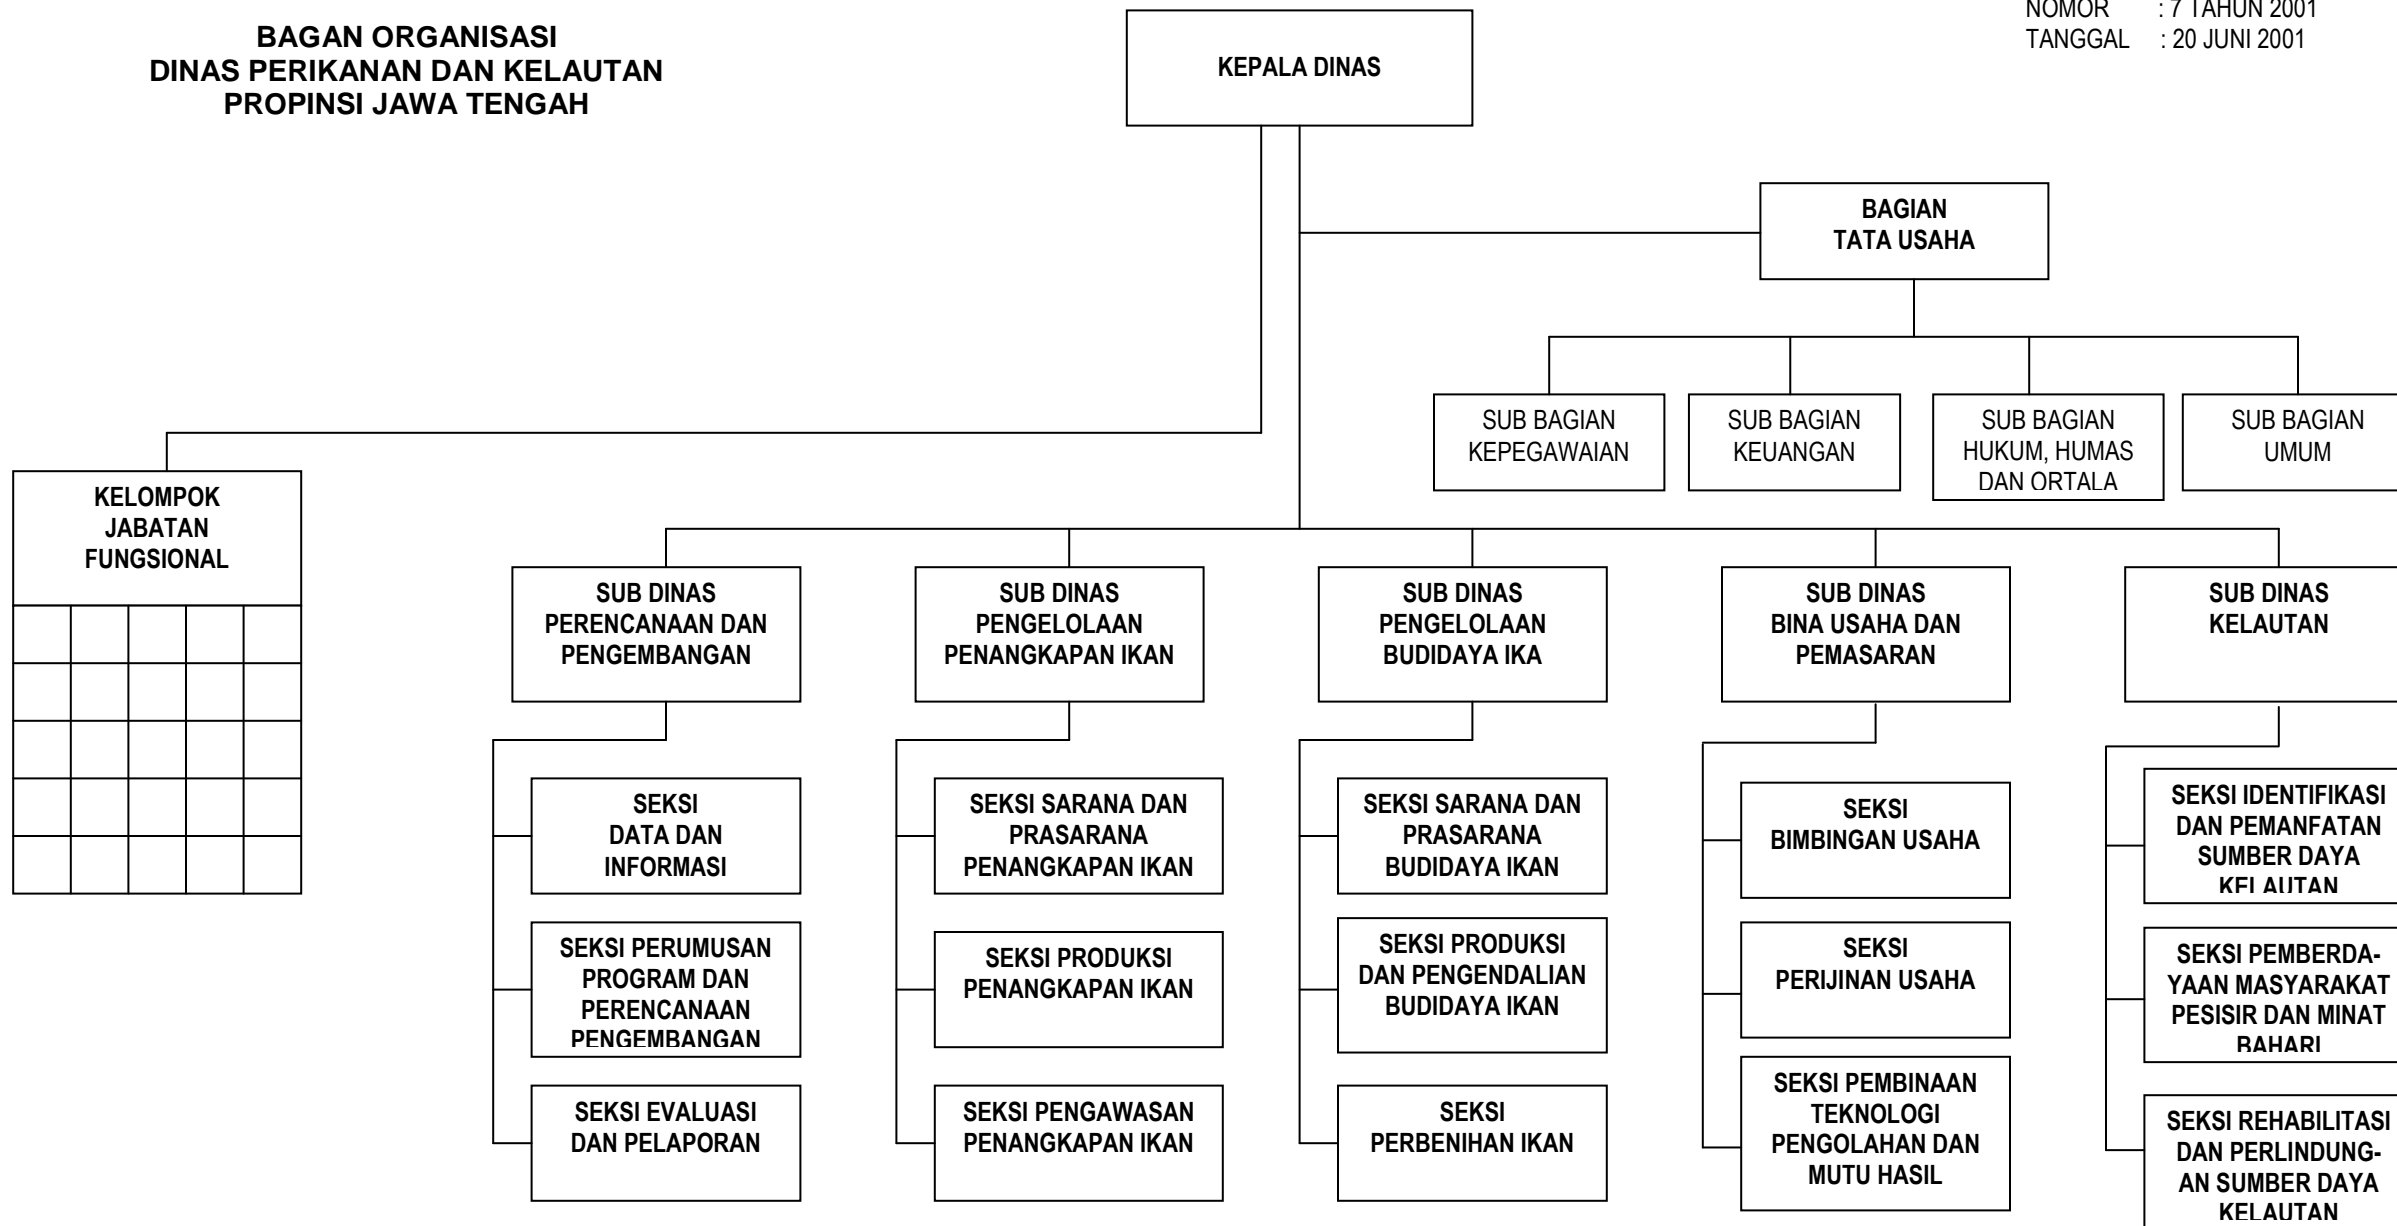 NOMOR : 7 TAHUN 2001
TANGGAL : 20 JUNI 2001
BAGAN ORGANISASI
DINAS PERIKANAN DAN KELAUTAN
PROPINSI JAWA TENGAH
KEPALA DINAS
BAGIAN
TATA USAHA
SUB BAGIAN
KEPEGAWAIAN
SUB BAGIAN
KEUANGAN
SUB BAGIAN
HUKUM, HUMAS
DAN ORTALA
SUB BAGIAN
UMUM
KELOMPOK
JABATAN
FUNGSIONAL
SUB DINAS
PERENCANAAN DAN
PENGEMBANGAN
SUB DINAS
PENGELOLAAN
PENANGKAPAN IKAN
SUB DINAS
PENGELOLAAN
BUDIDAYA IKA
SUB DINAS
BINA USAHA DAN
PEMASARAN
SUB DINAS
KELAUTAN
SEKSI
DATA DAN
INFORMASI
SEKSI PERUMUSAN
PROGRAM DAN
PERENCANAAN
PENGEMBANGAN
SEKSI EVALUASI
DAN PELAPORAN
SEKSI SARANA DAN
PRASARANA
PENANGKAPAN IKAN
SEKSI PRODUKSI
PENANGKAPAN IKAN
SEKSI PENGAWASAN
PENANGKAPAN IKAN
SEKSI SARANA DAN
PRASARANA
BUDIDAYA IKAN
SEKSI PRODUKSI
DAN PENGENDALIAN
BUDIDAYA IKAN
SEKSI
PERBENIHAN IKAN
SEKSI
BIMBINGAN USAHA
SEKSI
PERIJINAN USAHA
SEKSI PEMBINAAN
TEKNOLOGI
PENGOLAHAN DAN
MUTU HASIL
SEKSI IDENTIFIKASI
DAN PEMANFATAN
SUMBER DAYA
KELAUTAN
SEKSI PEMBERDA-
YAAN MASYARAKAT
PESISIR DAN MINAT
BAHARI
SEKSI REHABILITASI
DAN PERLINDUNG-
AN SUMBER DAYA
KELAUTAN